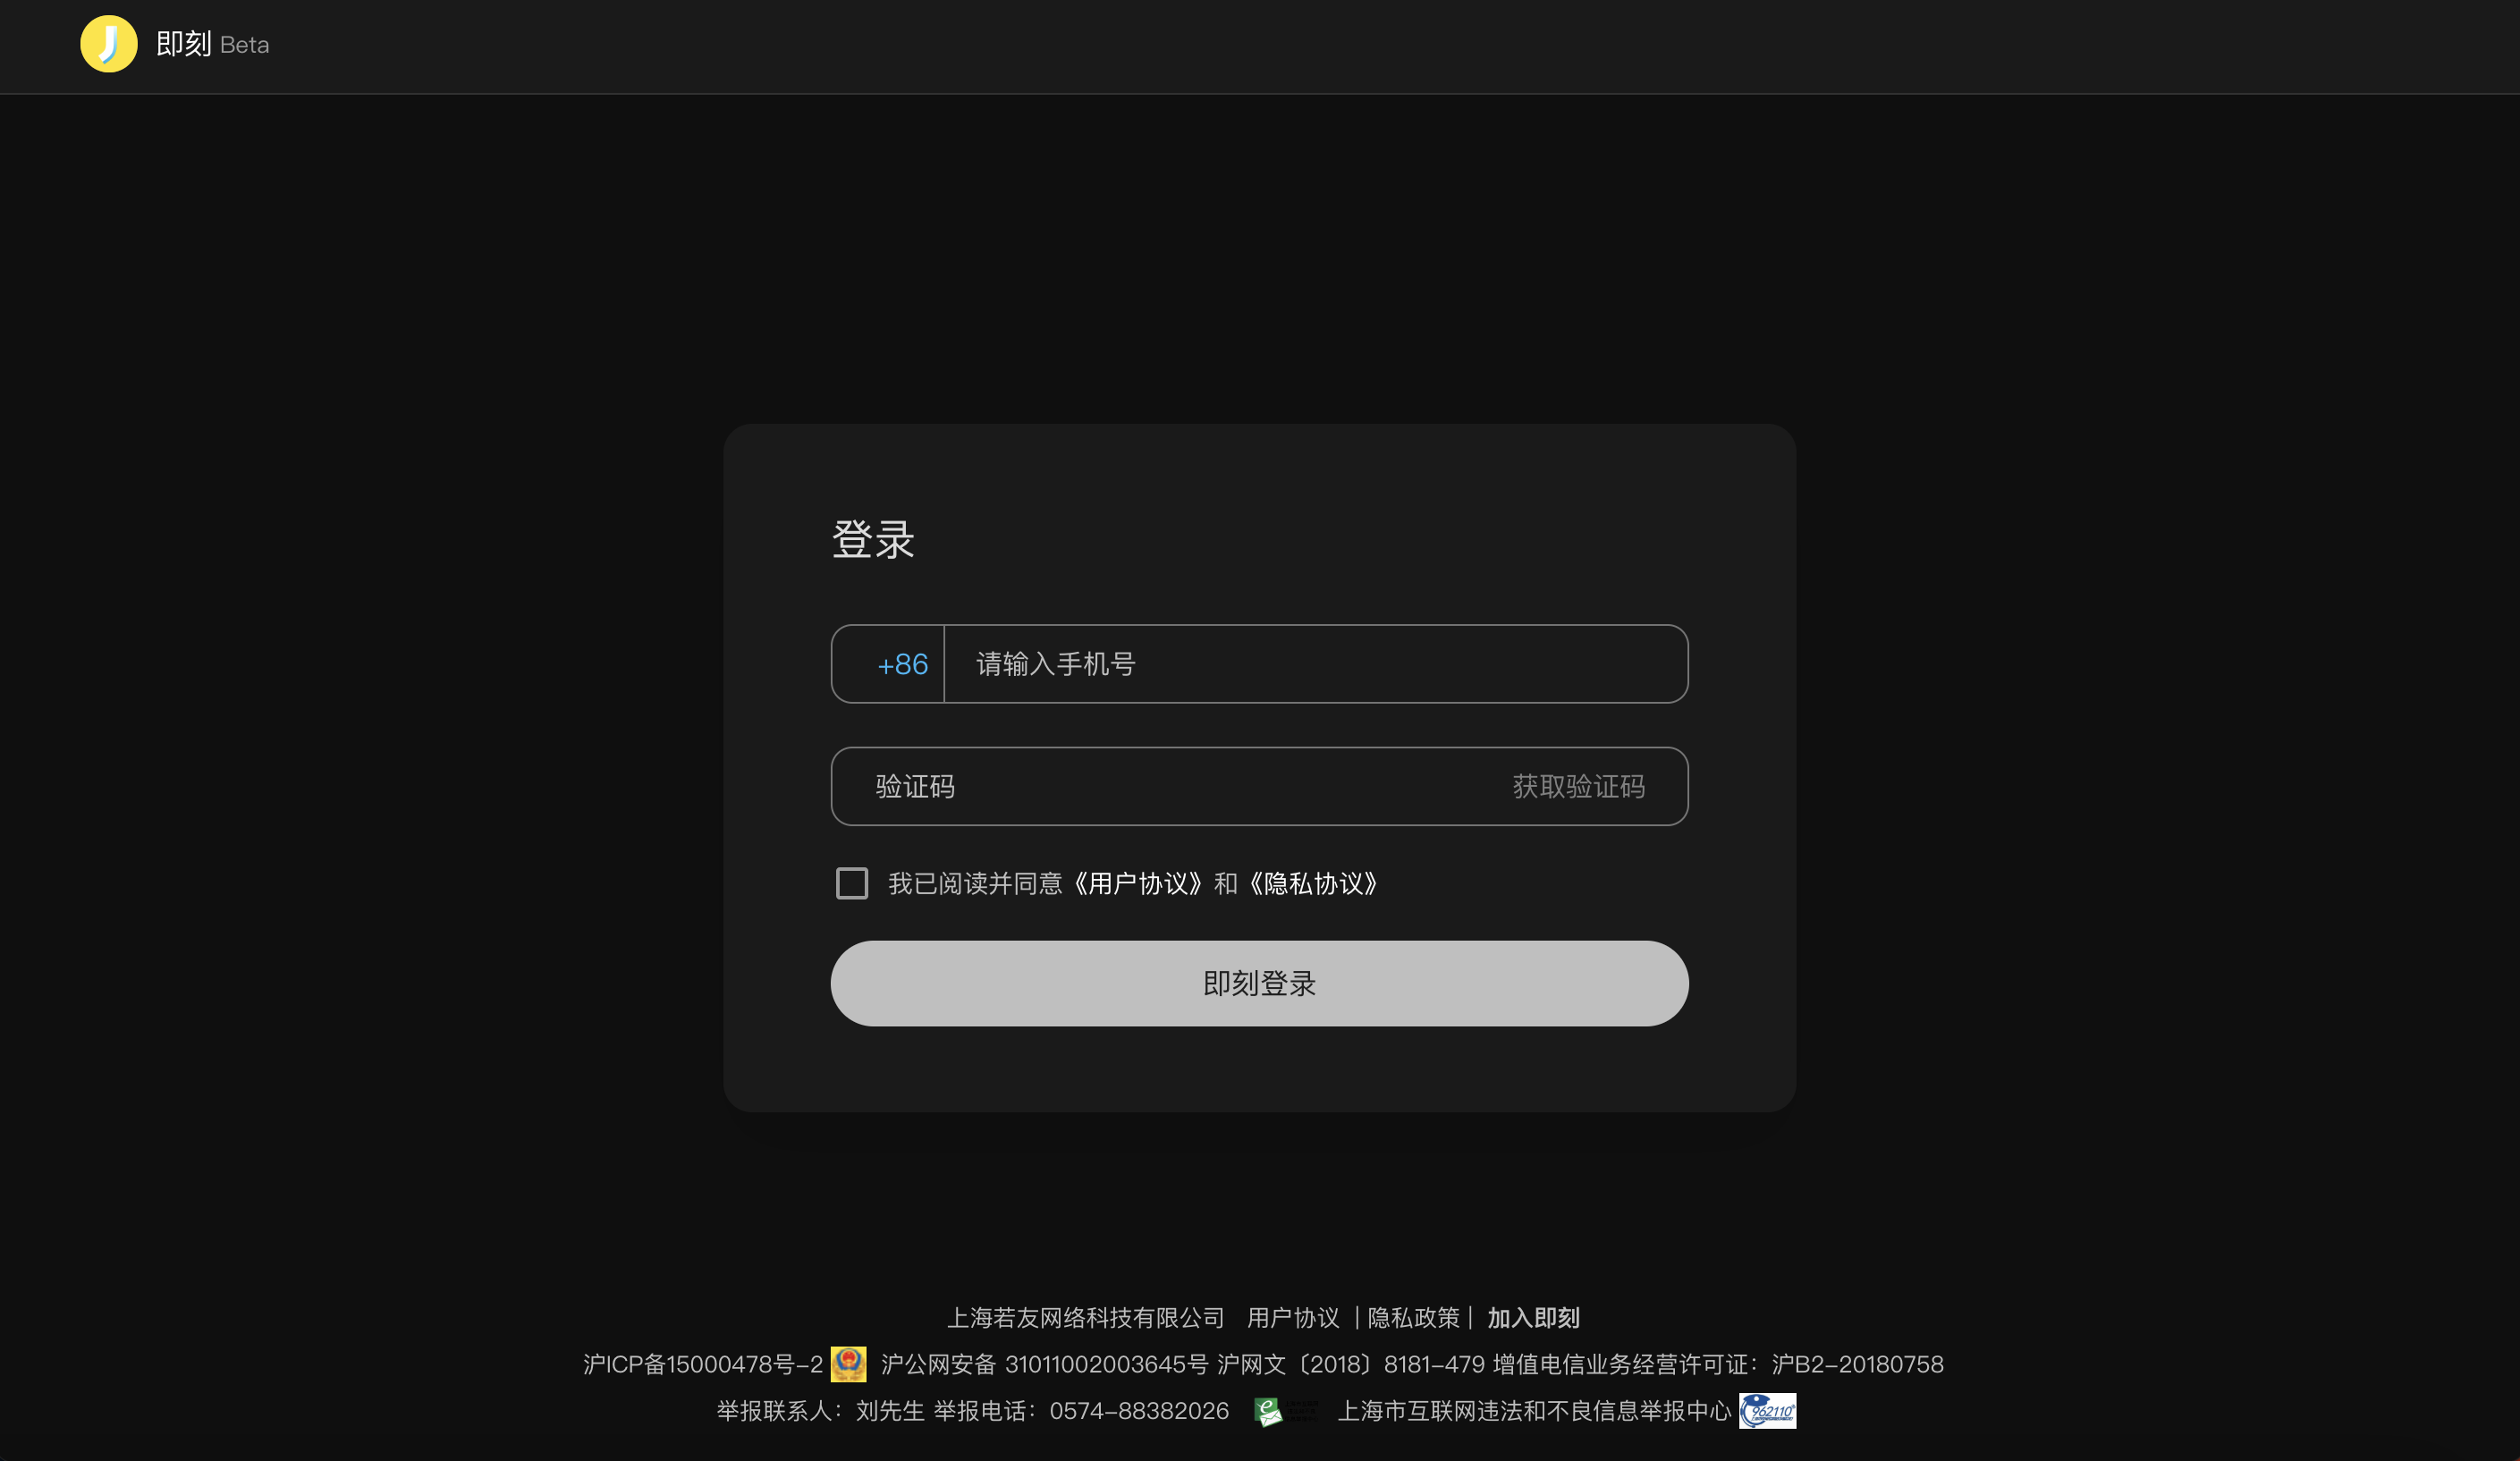 即刻 Beta
登录
+86 请输入手机号
验证码 获取验证码
我已阅读并同意《用户协议》和《隐私协议》
即刻登录
上海若友网络科技有限公司 用户协议 | 隐私政策 | 加入即刻
沪ICP备15000478号-2 沪公网安备 31011002003645号 沪网文〔2018〕8181-479 增值电信业务经营许可证：沪B2-20180758
举报联系人：刘先生 举报电话：0574-88382026 上海市互联网违法和不良信息举报中心 962110